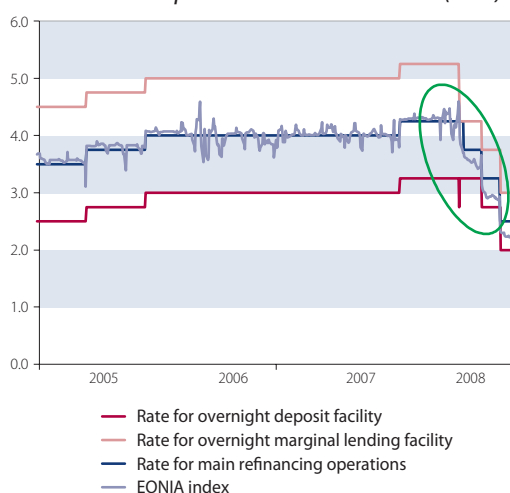 6.0
5.0
4.0
3.0
2.0
1.0
0.0
2005 2006 2007 2008
Rate for overnight deposit facility
Rate for overnight marginal lending facility
Rate for main refinancing operations
EONIA index